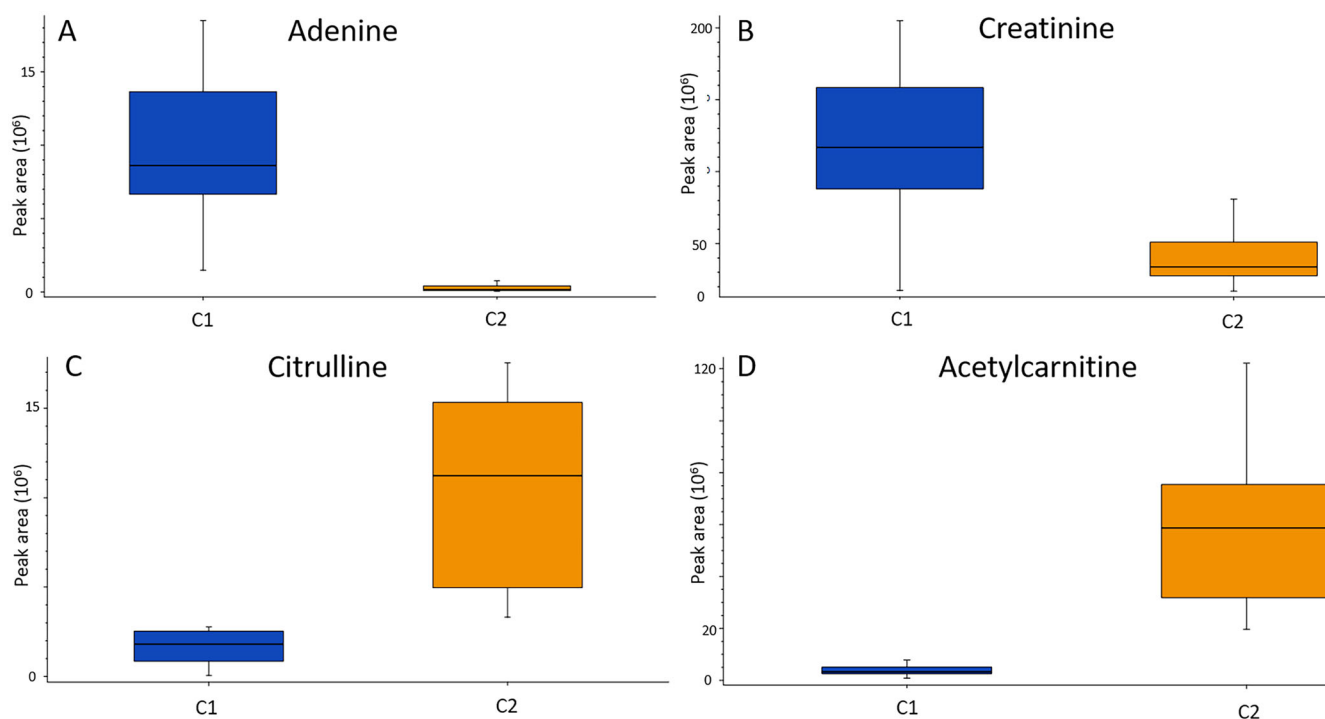 A
Adenine
15
Peak area (10⁶)
0
C1
C2
B
Creatinine
200
Peak area (10⁶)
50
0
C1
C2
C
Citrulline
15
Peak area (10⁶)
0
C1
C2
D
Acetylcarnitine
120
Peak area (10⁶)
20
0
C1
C2